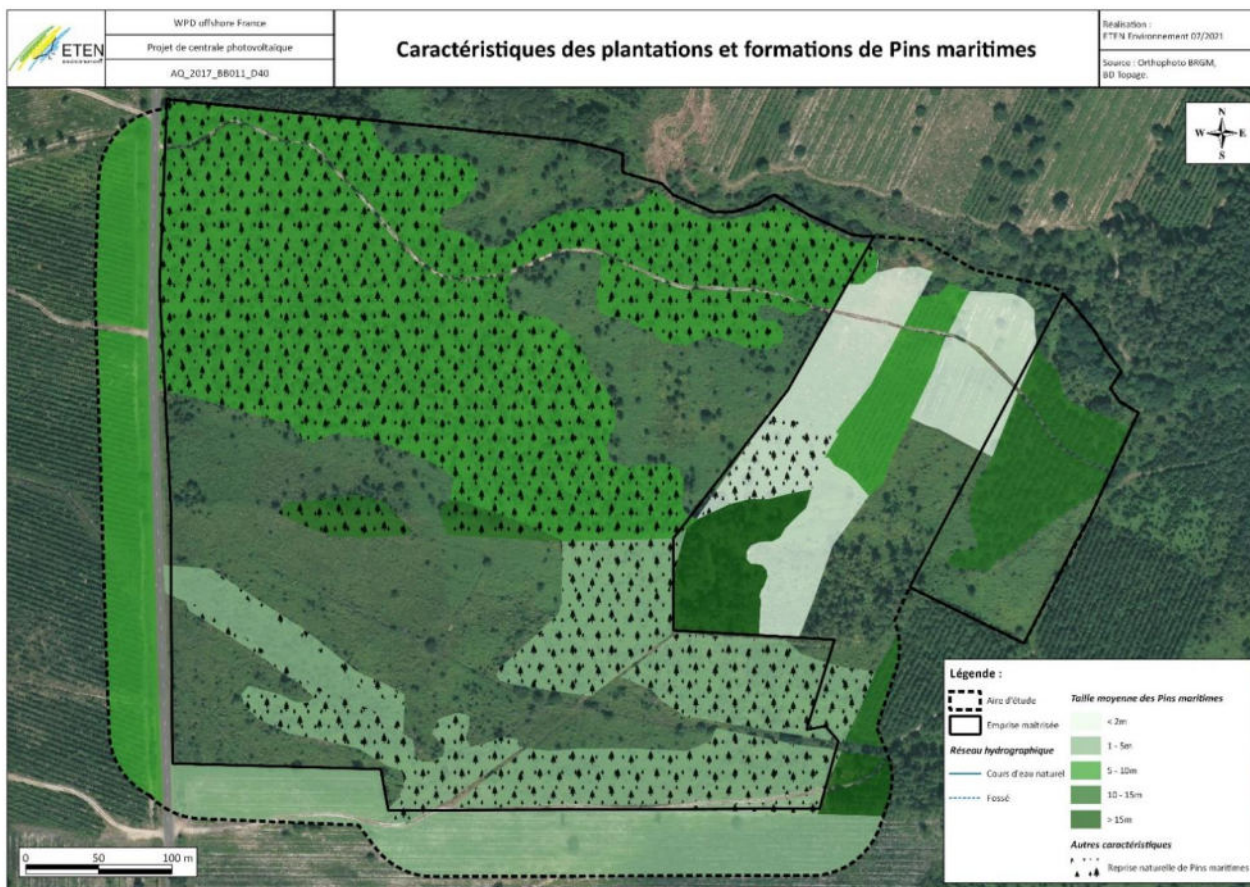 ETEN
WPD offshore France
Projet de centrale photovoltaïque
AQ_2017_BB011_D40
Caractéristiques des plantations et formations de Pins maritimes
Réalisation :
ETEN Environnement 07/2021
Source : Orthophoto BRGM,
BD Topage.
N
W E
S
Légende :
Aire d'étude
Emprise maîtrisée
Réseau hydrographique
Cours d'eau naturel
Fossé
Taille moyenne des Pins maritimes
< 2m
1 - 5m
5 - 10m
10 - 15m
> 15m
Autres caractéristiques
Reprise naturelle de Pins maritimes
0 50 100 m